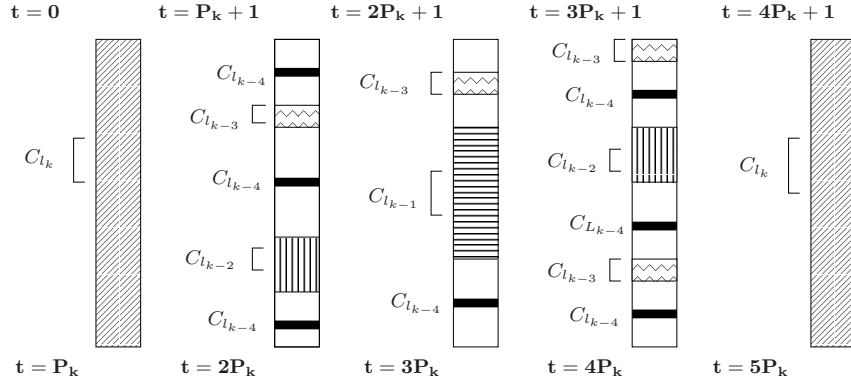 t = 0
t = P_k + 1
t = 2P_k + 1
t = 3P_k + 1
t = 4P_k + 1
C_{l_k}
t = P_k
C_{l_{k-4}}
C_{l_{k-3}}
C_{l_{k-4}}
C_{l_{k-2}}
C_{l_{k-4}}
t = 2P_k
C_{l_{k-3}}
C_{l_{k-1}}
C_{l_{k-4}}
t = 3P_k
C_{l_{k-3}}
C_{l_{k-4}}
C_{l_{k-2}}
C_{L_{k-4}}
C_{l_{k-3}}
C_{l_{k-4}}
t = 4P_k
C_{l_k}
t = 5P_k